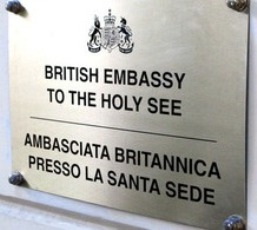 BRITISH EMBASSY
TO THE HOLY SEE
AMBASCIATA BRITANNICA
PRESSO LA SANTA SEDE